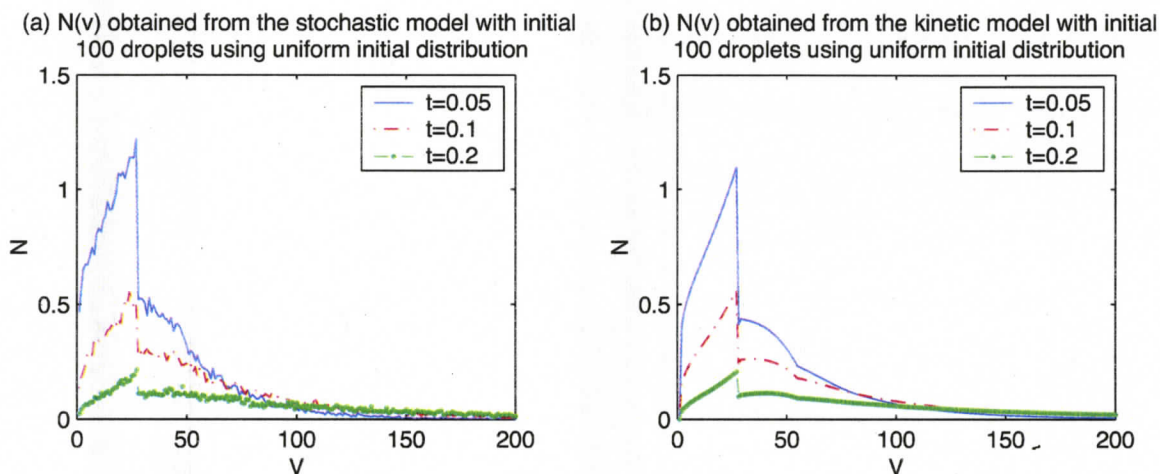 (a) N(v) obtained from the stochastic model with initial
100 droplets using uniform initial distribution
1.5
1
0.5
0
N
0
50
100
150
200
V
t=0.05
t=0.1
t=0.2
(b) N(v) obtained from the kinetic model with initial
100 droplets using uniform initial distribution
1.5
1
0.5
0
N
0
50
100
150
200
V
t=0.05
t=0.1
t=0.2